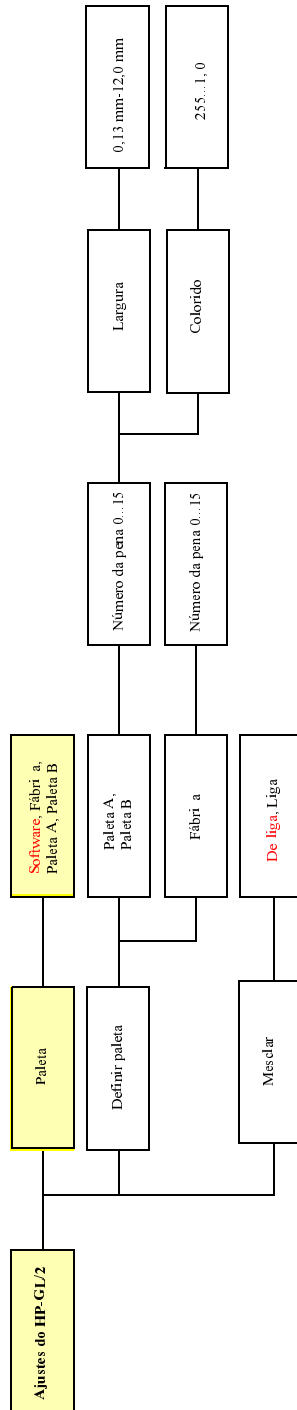 Ajustes do HP-GL/2
Paleta
Software, Fábri a,
Paleta A, Paleta B
Definir paleta
Paleta A,
Paleta B
Número da pena 0...15
Largura
0,13 mm-12,0 mm
Colorido
255...1, 0
Fábri a
Número da pena 0...15
Mesclar
De liga, Liga